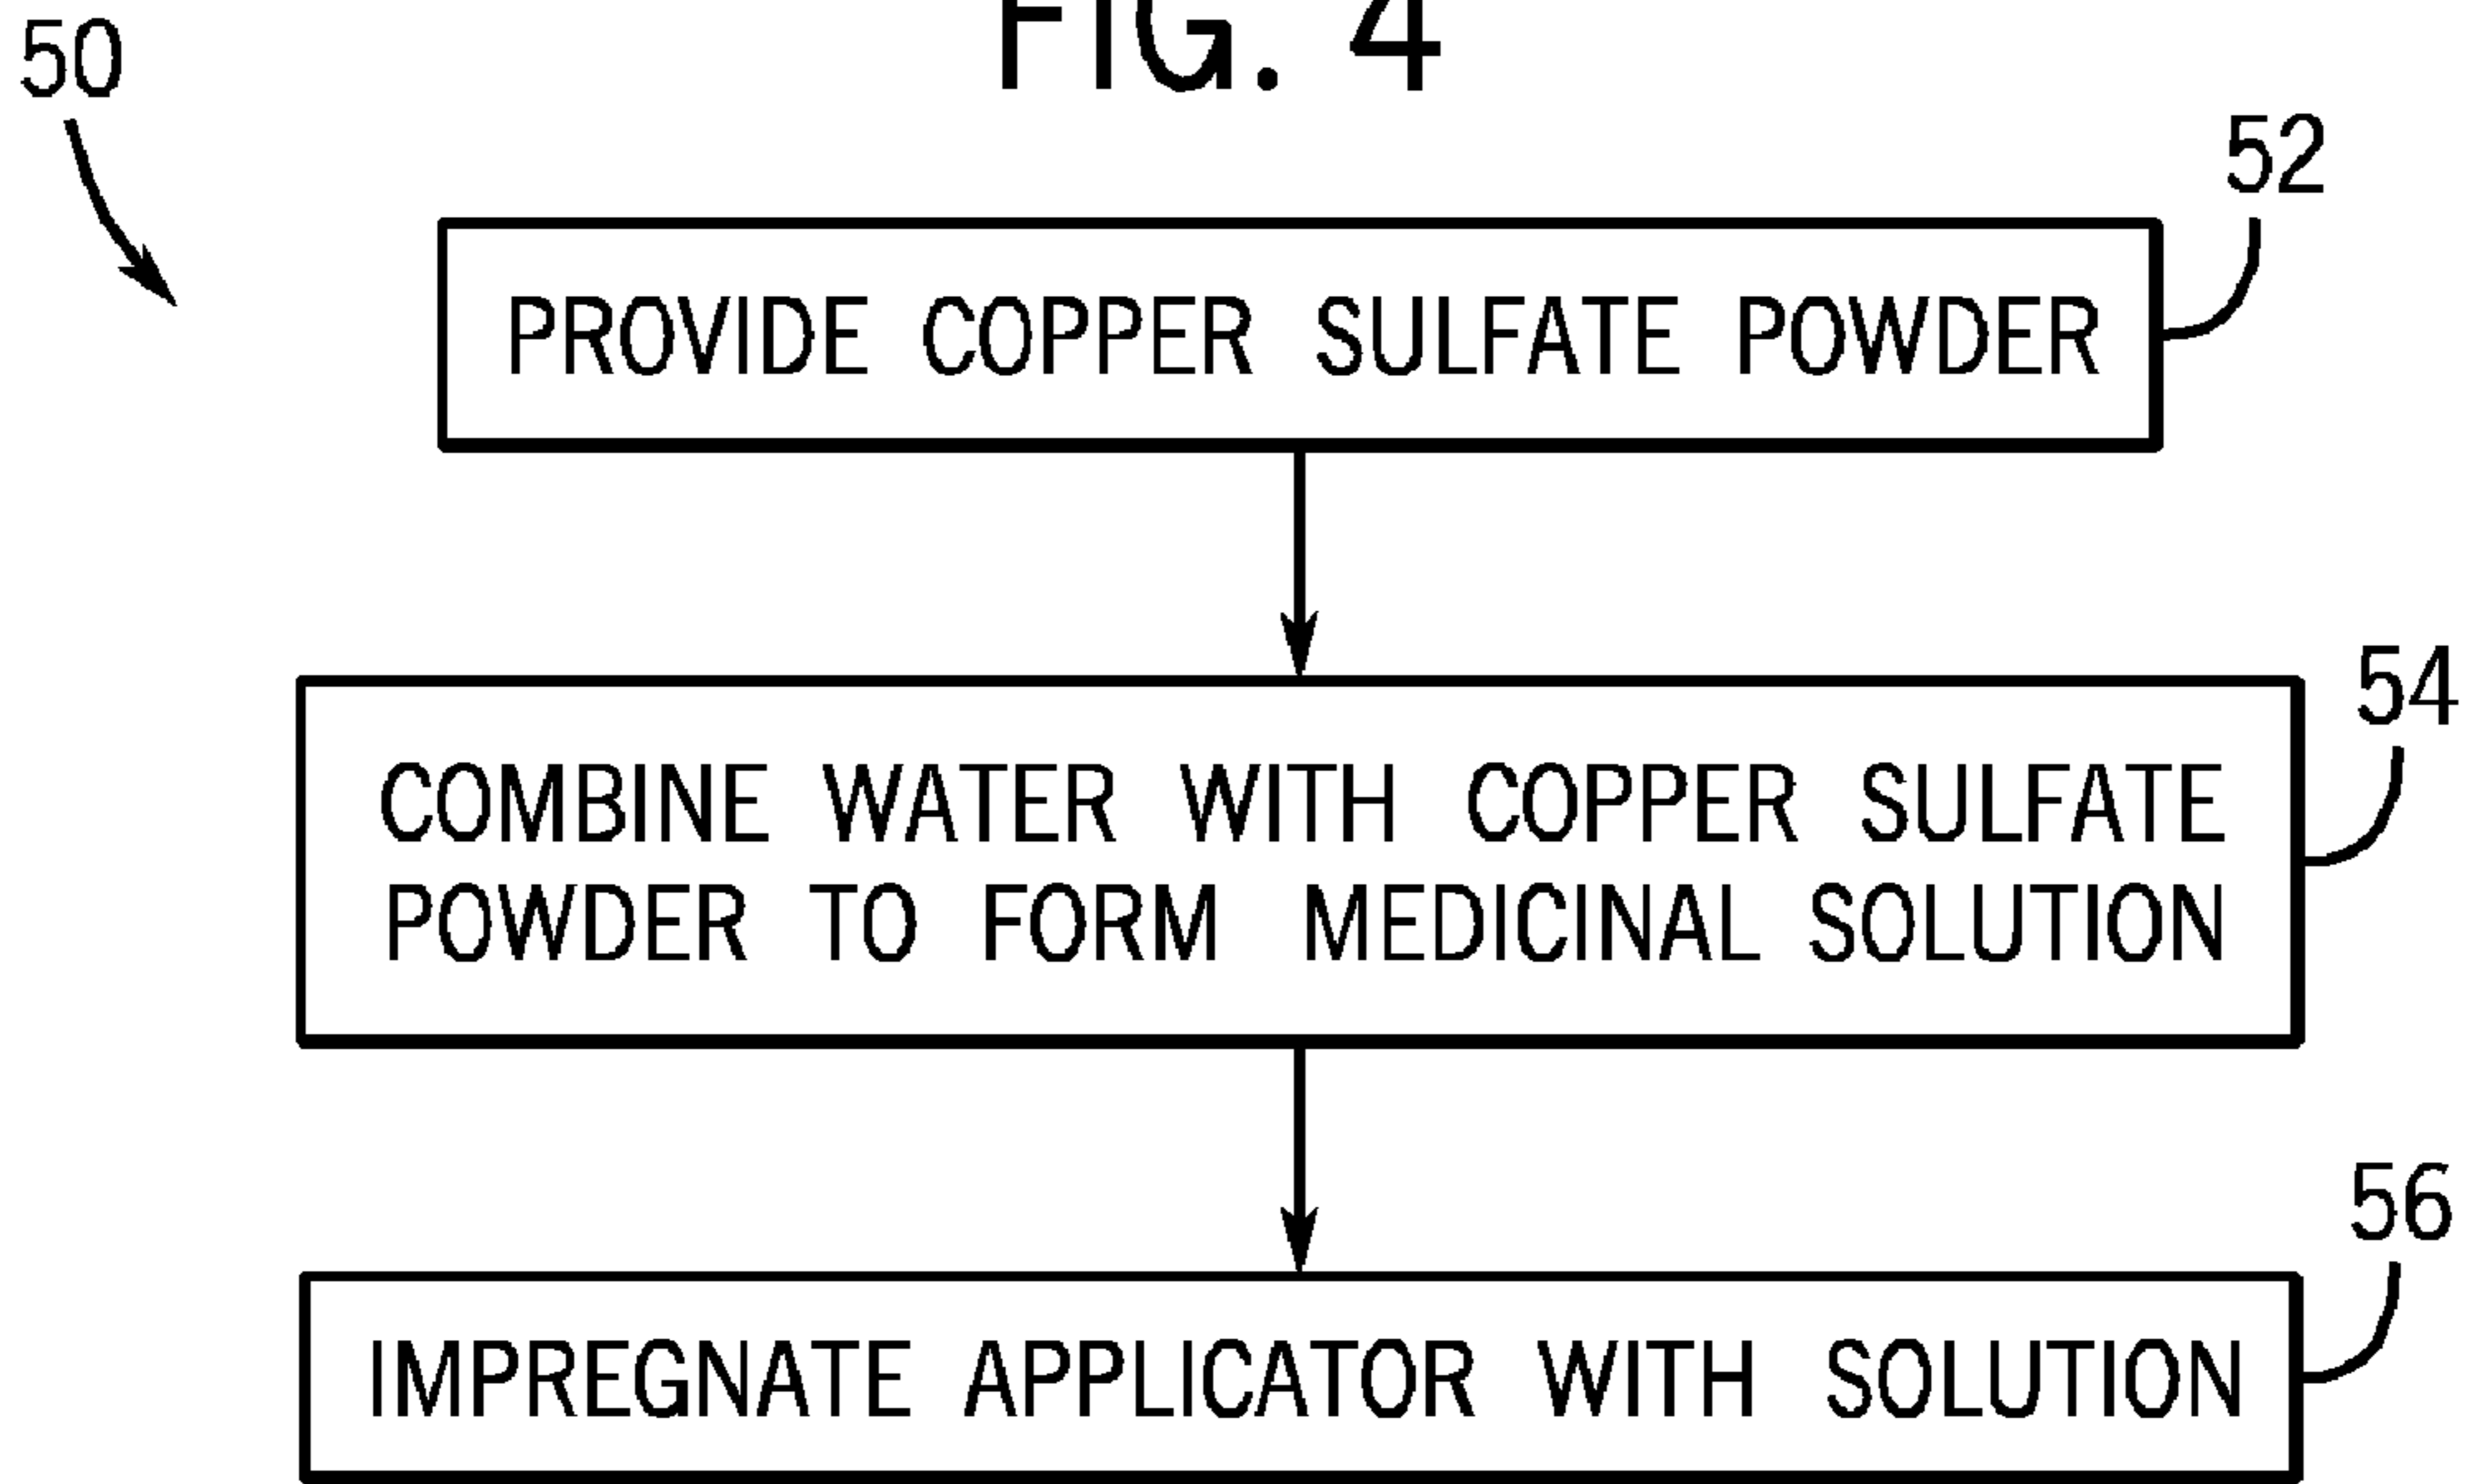 FIG. 4
50
52
PROVIDE COPPER SULFATE POWDER
54
COMBINE WATER WITH COPPER SULFATE
POWDER TO FORM MEDICINAL SOLUTION
56
IMPREGNATE APPLICATOR WITH SOLUTION